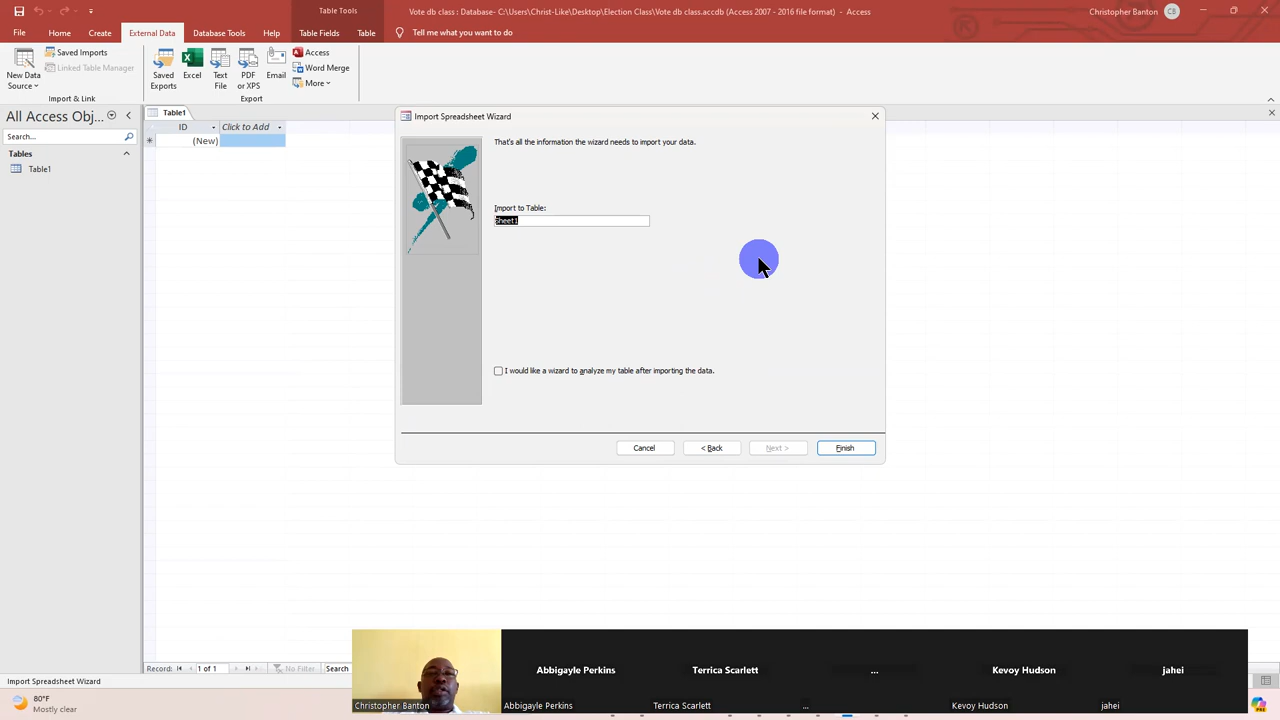 Table Tools
Vote db class : Database- C:\Users\Christ-Like\Desktop\Election Class\Vote db class.accdb (Access 2007 - 2016 file format) - Access
Christopher Banton
CB
File
Home
Create
External Data
Database Tools
Help
Table Fields
Table
Tell me what you want to do
New Data
Source
Saved Imports
Linked Table Manager
Import & Link
Saved
Exports
Excel
Text
File
PDF
or XPS
Email
Access
Word Merge
More
Export
All Access Obj...
Search...
Tables
Table1
Table1
ID
Click to Add
(New)
Import Spreadsheet Wizard
That's all the information the wizard needs to import your data.
Import to Table:
Sheet1
I would like a wizard to analyze my table after importing the data.
Cancel
< Back
Next >
Finish
Record:
1 of 1
No Filter
Search
Import Spreadsheet Wizard
80°F
Mostly clear
Christopher Banton
Abbigayle Perkins
Abbigayle Perkins
Terrica Scarlett
Terrica Scarlett
...
...
Kevoy Hudson
Kevoy Hudson
jahei
jahei